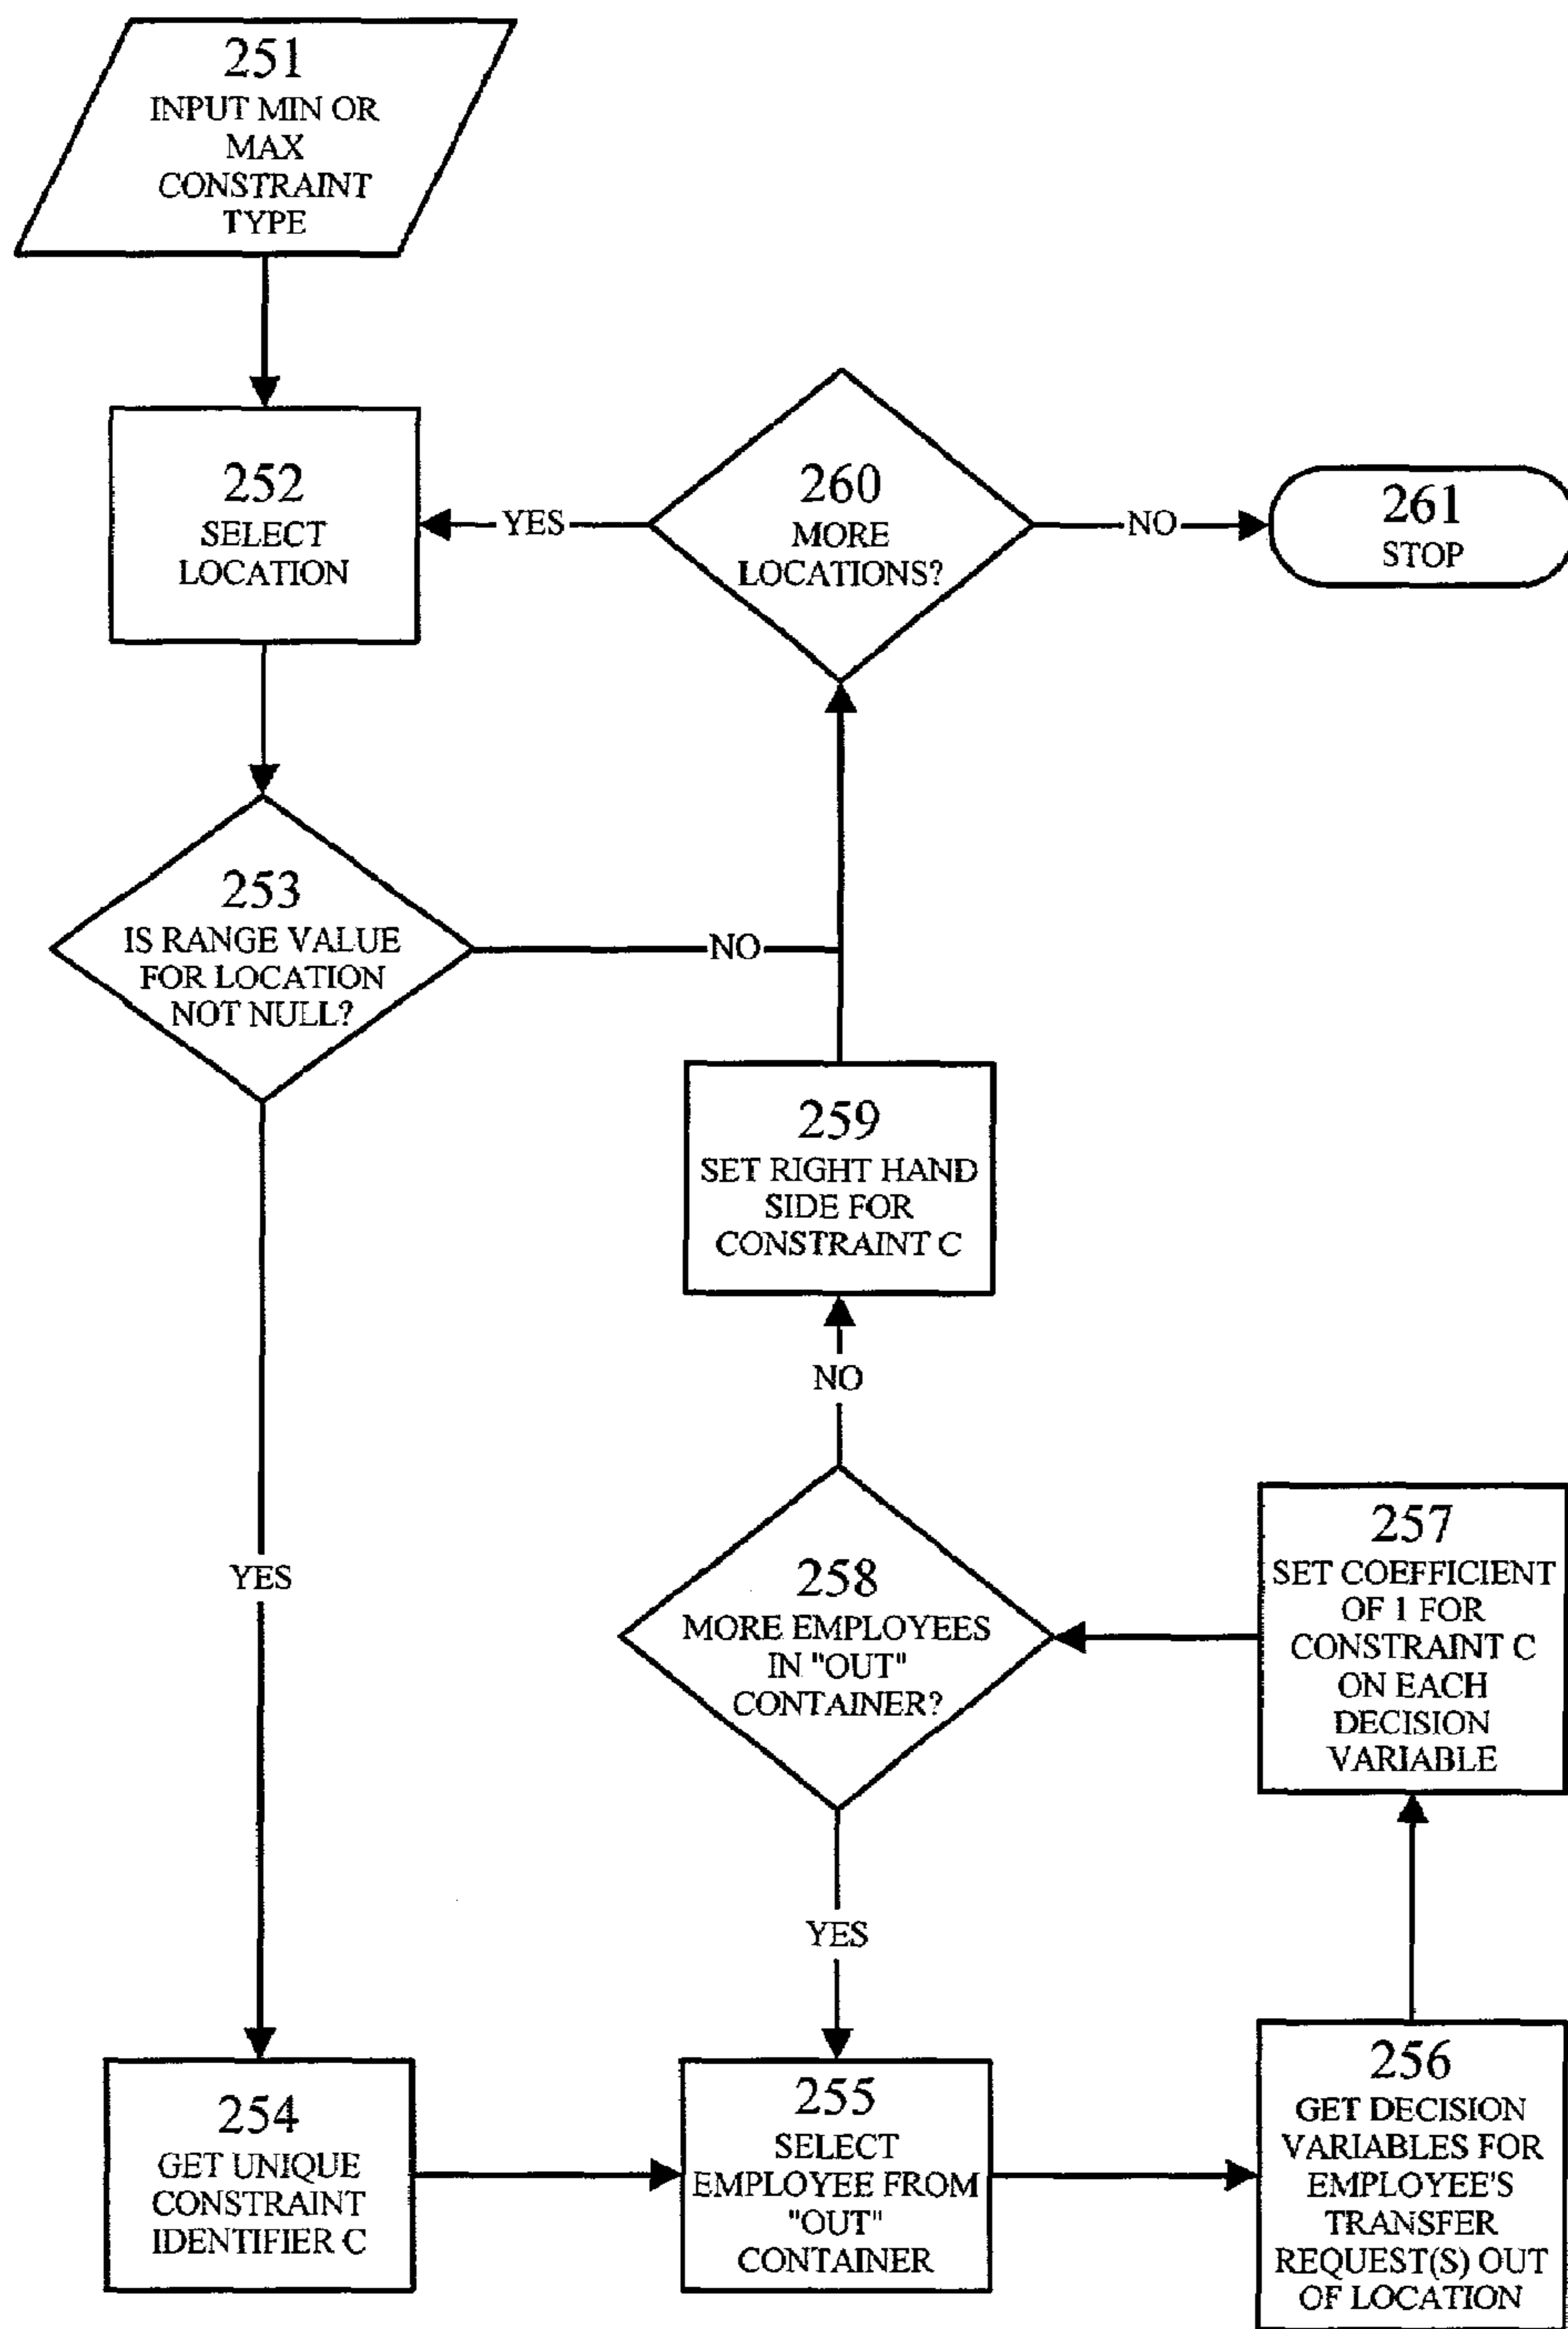 251
INPUT MIN OR
MAX
CONSTRAINT
TYPE
252
SELECT
LOCATION
YES
260
MORE
LOCATIONS?
NO
261
STOP
253
IS RANGE VALUE
FOR LOCATION
NOT NULL?
NO
259
SET RIGHT HAND
SIDE FOR
CONSTRAINT C
NO
YES
258
MORE EMPLOYEES
IN "OUT"
CONTAINER?
257
SET COEFFICIENT
OF 1 FOR
CONSTRAINT C
ON EACH
DECISION
VARIABLE
YES
254
GET UNIQUE
CONSTRAINT
IDENTIFIER C
255
SELECT
EMPLOYEE FROM
"OUT"
CONTAINER
256
GET DECISION
VARIABLES FOR
EMPLOYEE'S
TRANSFER
REQUEST(S) OUT
OF LOCATION